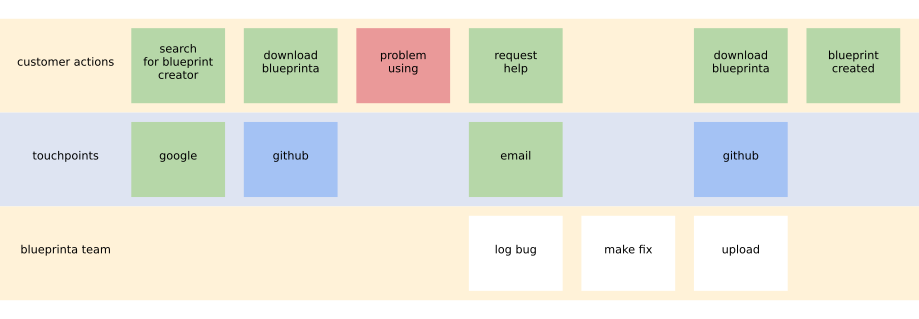 customer actions
search
for blueprint
creator
download
blueprinta
problem
using
request
help
download
blueprinta
blueprint
created
touchpoints
google
github
email
github
blueprinta team
log bug
make fix
upload